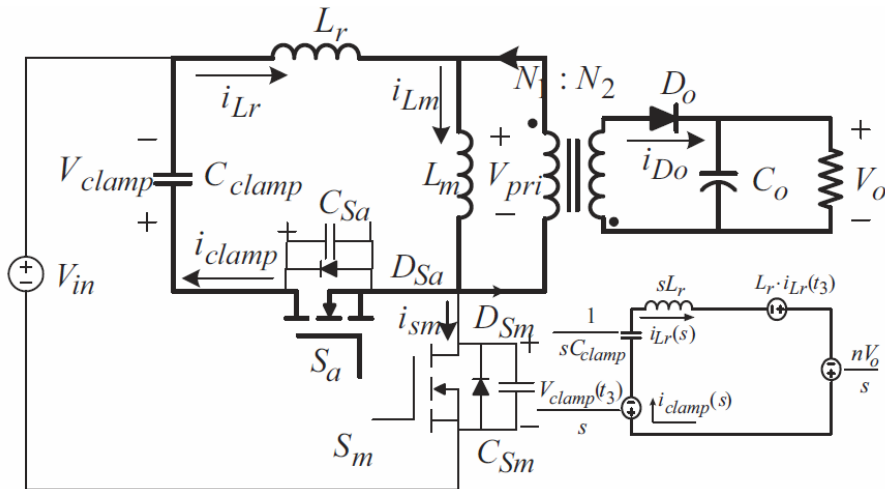 L_r
i_Lr
i_Lm
N_1 : N_2
D_o
−
+
V_clamp
C_clamp
L_m
V_pri
i_Do
C_o
V_o
+
−
−
+
C_Sa
+
i_clamp
D_Sa
V_in
S_a
i_sm
D_Sm
+
S_m
C_Sm
−
sL_r
L_r·i_Lr(t_3)
1
sC_clamp
i_Lr(s)
nV_o
s
V_clamp(t_3)
s
i_clamp(s)